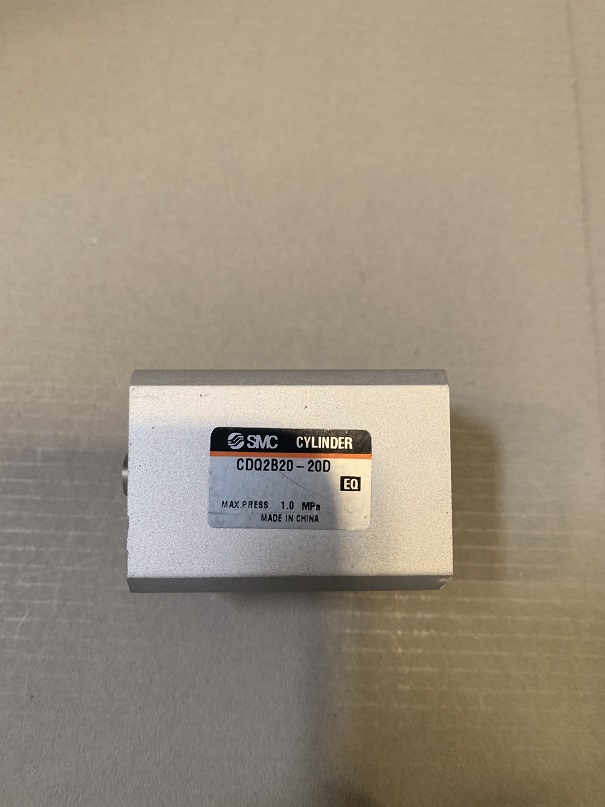 SMC CYLINDER
CDQ2B20-20D
EQ
MAX.PRESS. 1.0 MPa
MADE IN CHINA